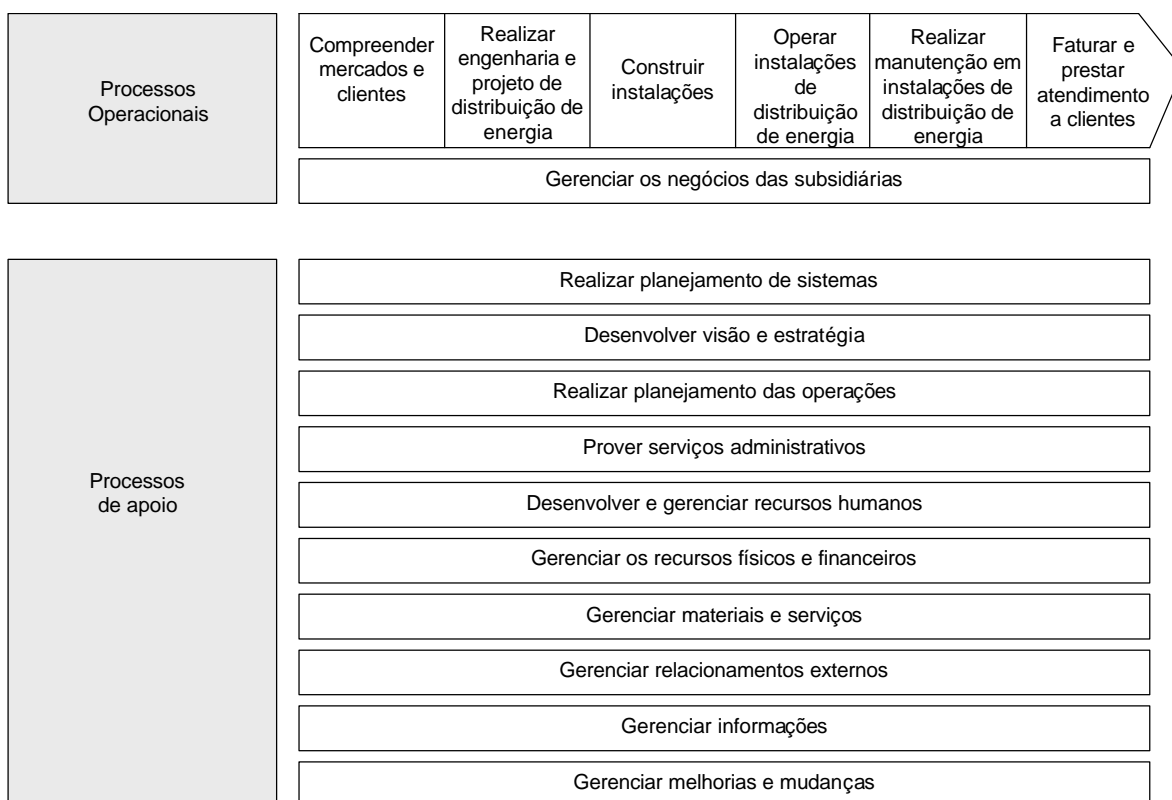 Processos
Operacionais
Compreender
mercados e
clientes
Realizar
engenharia e
projeto de
distribuição de
energia
Construir
instalações
Operar
instalações
de
distribuição
de energia
Realizar
manutenção em
instalações de
distribuição de
energia
Faturar e
prestar
atendimento
a clientes
Gerenciar os negócios das subsidiárias
Processos
de apoio
Realizar planejamento de sistemas
Desenvolver visão e estratégia
Realizar planejamento das operações
Prover serviços administrativos
Desenvolver e gerenciar recursos humanos
Gerenciar os recursos físicos e financeiros
Gerenciar materiais e serviços
Gerenciar relacionamentos externos
Gerenciar informações
Gerenciar melhorias e mudanças